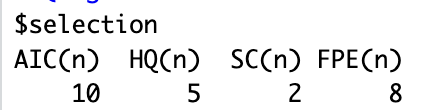 $selection
AIC(n)  HQ(n)  SC(n) FPE(n)
    10      5      2      8